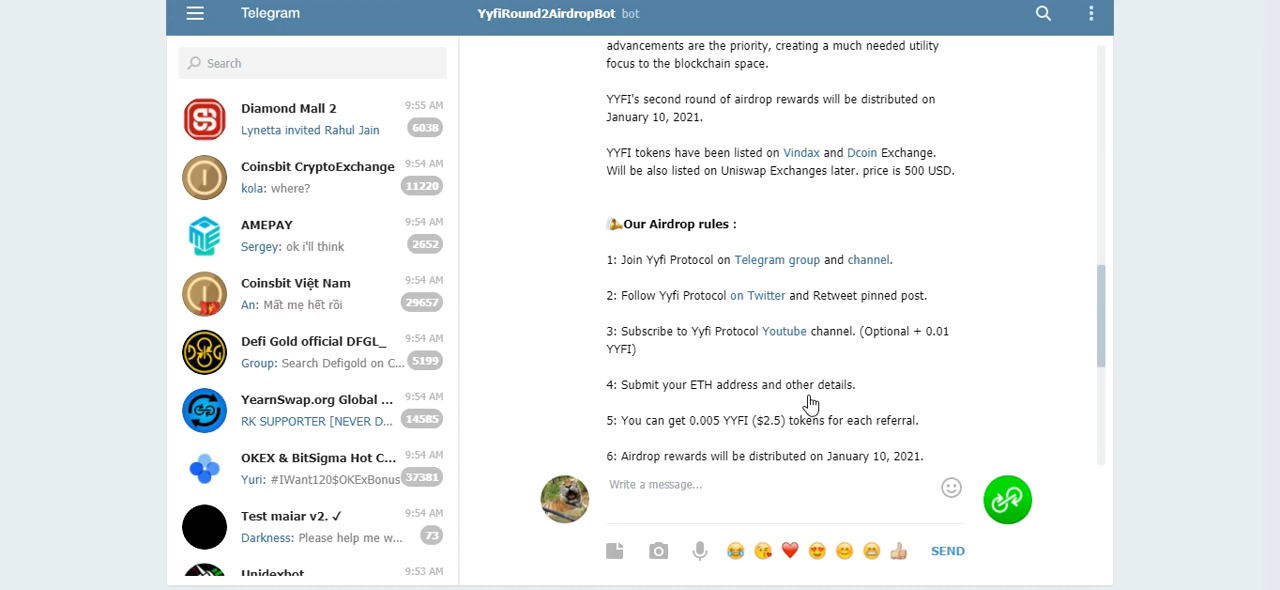 Telegram
YyfiRound2AirdropBot bot
Search
Diamond Mall 2
9:55 AM
Lynetta invited Rahul Jain
6038
Coinsbit CryptoExchange
9:54 AM
kola: where?
11220
AMEPAY
9:54 AM
Sergey: ok i'll think
2652
Coinsbit Việt Nam
9:54 AM
An: Mất mẹ hết rồi
29657
Defi Gold official DFGL_
9:54 AM
Group: Search Defigold on C...
5199
YearnSwap.org Global ...
9:54 AM
RK SUPPORTER [NEVER D...
14585
OKEX & BitSigma Hot C...
9:54 AM
Yuri: #IWant120$OKExBonus
37381
Test maiar v2. ✓
9:54 AM
Darkness: Please help me w...
73
Unidexbot
9:53 AM
advancements are the priority, creating a much needed utility
focus to the blockchain space.
YYFI's second round of airdrop rewards will be distributed on
January 10, 2021.
YYFI tokens have been listed on Vindax and Dcoin Exchange.
Will be also listed on Uniswap Exchanges later. price is 500 USD.
Our Airdrop rules :
1: Join Yyfi Protocol on Telegram group and channel.
2: Follow Yyfi Protocol on Twitter and Retweet pinned post.
3: Subscribe to Yyfi Protocol Youtube channel. (Optional + 0.01
YYFI)
4: Submit your ETH address and other details.
5: You can get 0.005 YYFI ($2.5) tokens for each referral.
6: Airdrop rewards will be distributed on January 10, 2021.
Write a message...
SEND